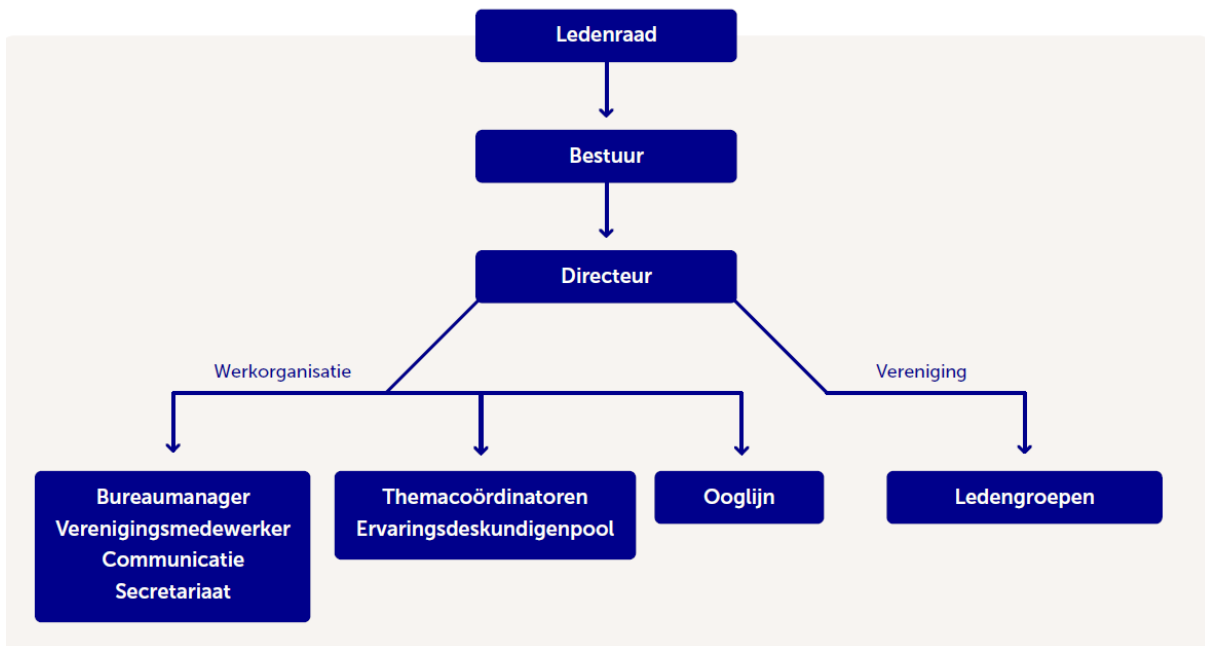 Ledenraad
Bestuur
Directeur
Werkorganisatie
Vereniging
Bureaumanager
Verenigingsmedewerker
Communicatie
Secretariaat
Themacoördinatoren
Ervaringsdeskundigenpool
Ooglijn
Ledengroepen